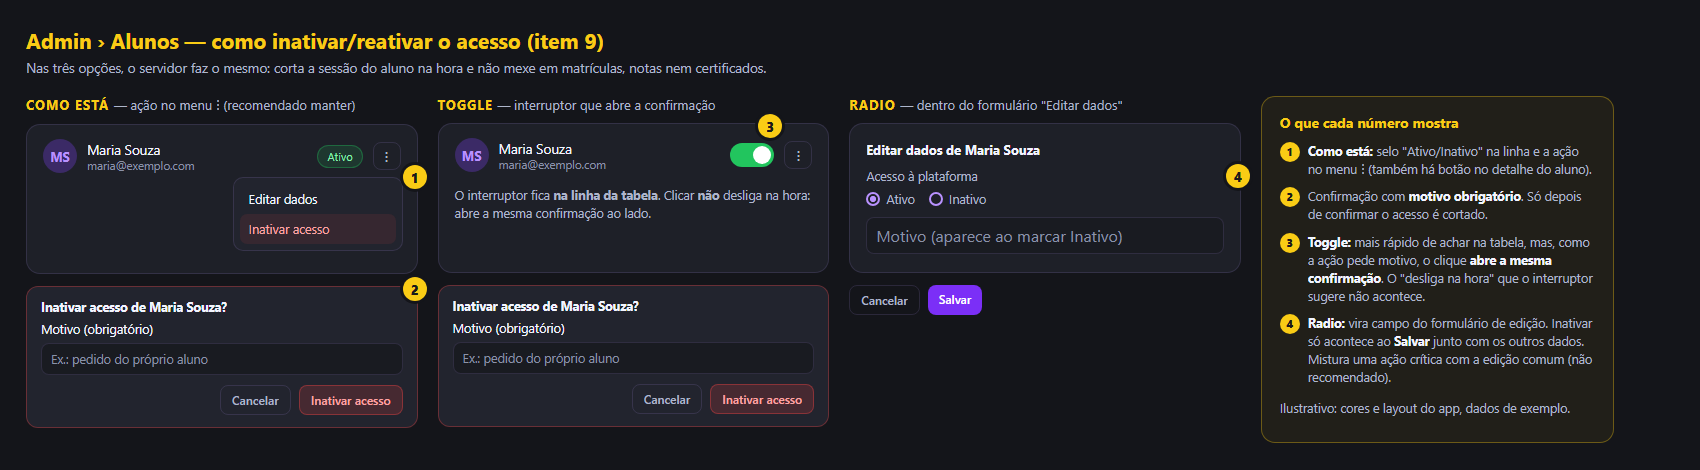 Admin › Alunos — como inativar/reativar o acesso (item 9)
Nas três opções, o servidor faz o mesmo: corta a sessão do aluno na hora e não mexe em matrículas, notas nem certificados.
COMO ESTÁ — ação no menu ⋮ (recomendado manter)
MS
Maria Souza
maria@exemplo.com
Ativo
⋮
1
Editar dados
Inativar acesso
2
Inativar acesso de Maria Souza?
Motivo (obrigatório)
Ex.: pedido do próprio aluno
Cancelar
Inativar acesso
TOGGLE — interruptor que abre a confirmação
3
MS
Maria Souza
maria@exemplo.com
⋮
O interruptor fica na linha da tabela. Clicar não desliga na hora:
abre a mesma confirmação ao lado.
Inativar acesso de Maria Souza?
Motivo (obrigatório)
Ex.: pedido do próprio aluno
Cancelar
Inativar acesso
RADIO — dentro do formulário "Editar dados"
Editar dados de Maria Souza
4
Acesso à plataforma
Ativo
Inativo
Motivo (aparece ao marcar Inativo)
Cancelar
Salvar
O que cada número mostra
1 Como está: selo "Ativo/Inativo" na linha e a ação
no menu ⋮ (também há botão no detalhe do aluno).
2 Confirmação com motivo obrigatório. Só depois
de confirmar o acesso é cortado.
3 Toggle: mais rápido de achar na tabela, mas, como
a ação pede motivo, o clique abre a mesma
confirmação. O "desliga na hora" que o interruptor
sugere não acontece.
4 Radio: vira campo do formulário de edição. Inativar
só acontece ao Salvar junto com os outros dados.
Mistura uma ação crítica com a edição comum (não
recomendado).
Ilustrativo: cores e layout do app, dados de exemplo.